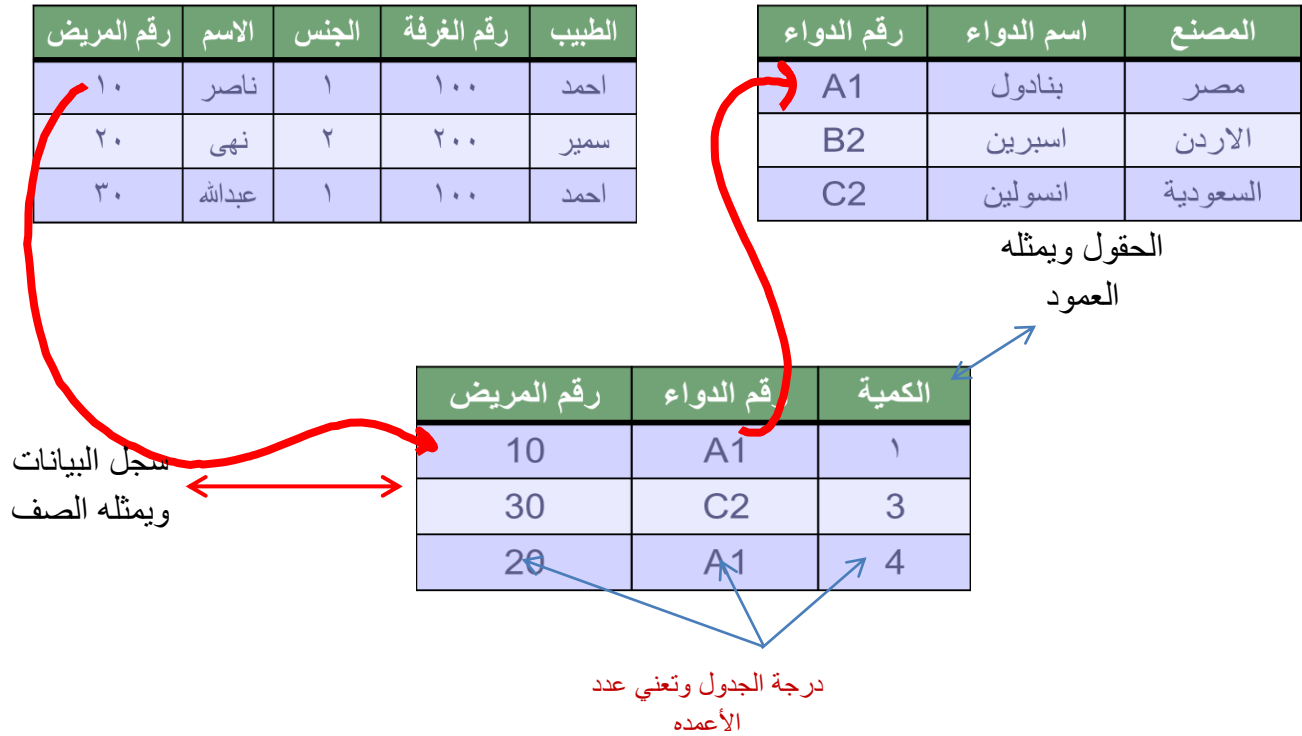 رقم المريض الاسم الجنس رقم الغرفة الطبيب
١٠ ناصر ١ ١٠٠ احمد
٢٠ نهى ٢ ٢٠٠ سمير
٣٠ عبدالله ١ ١٠٠ احمد
رقم الدواء اسم الدواء المصنع
A1 بنادول مصر
B2 اسبرين الاردن
C2 انسولين السعودية
الحقول ويمثله
العمود
رقم المريض رقم الدواء الكمية
10 A1 ١
30 C2 3
20 A1 4
سجل البيانات
ويمثله الصف
درجة الجدول وتعني عدد
الأعمده